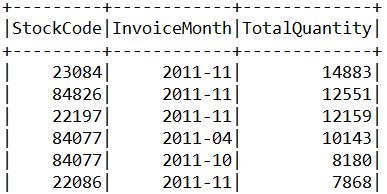 +---------+------------+-------------+
|StockCode|InvoiceMonth|TotalQuantity|
+---------+------------+-------------+
|    23084|     2011-11|        14883|
|    84826|     2011-11|        12551|
|    22197|     2011-11|        12159|
|    84077|     2011-04|        10143|
|    84077|     2011-10|         8180|
|    22086|     2011-11|         7868|